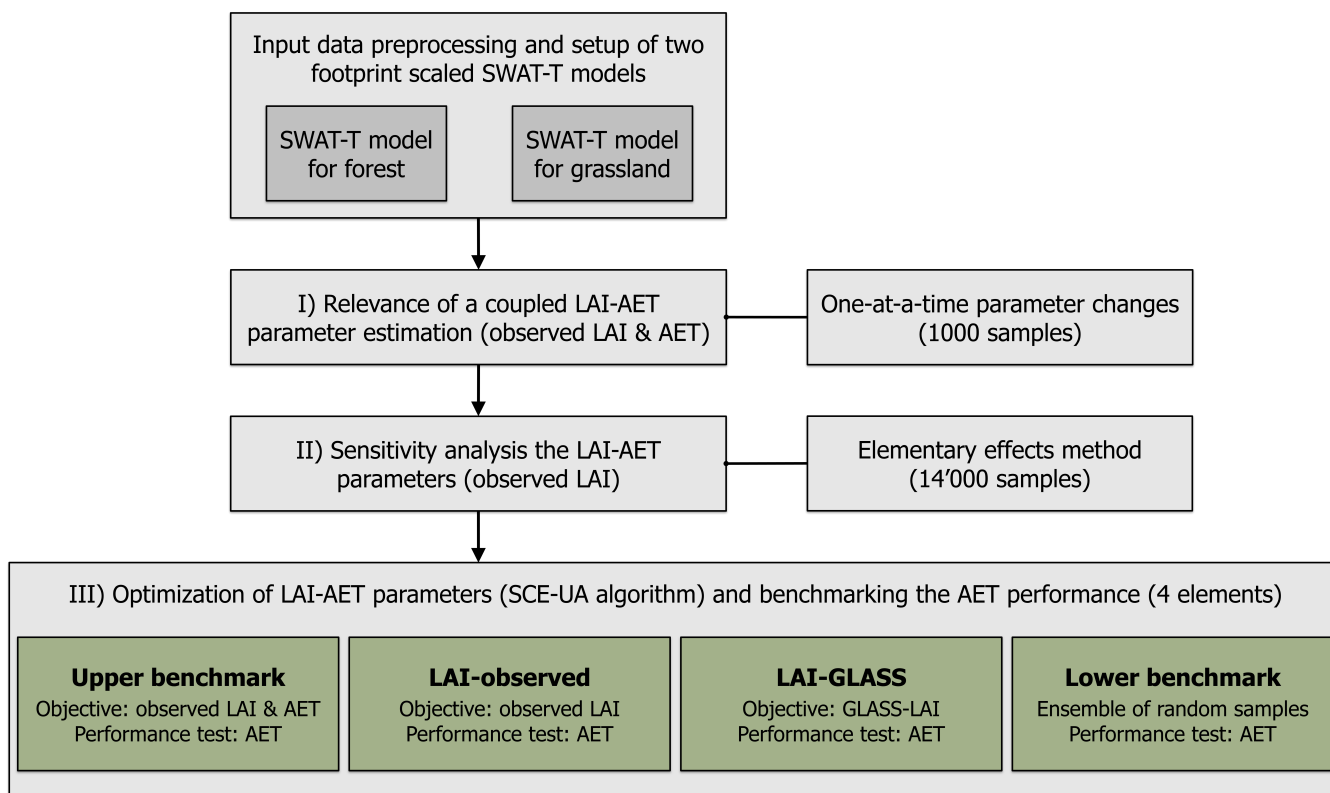 Input data preprocessing and setup of two
footprint scaled SWAT-T models
SWAT-T model
for forest
SWAT-T model
for grassland
I) Relevance of a coupled LAI-AET
parameter estimation (observed LAI & AET)
One-at-a-time parameter changes
(1000 samples)
II) Sensitivity analysis the LAI-AET
parameters (observed LAI)
Elementary effects method
(14’000 samples)
III) Optimization of LAI-AET parameters (SCE-UA algorithm) and benchmarking the AET performance (4 elements)
Upper benchmark
Objective: observed LAI & AET
Performance test: AET
LAI-observed
Objective: observed LAI
Performance test: AET
LAI-GLASS
Objective: GLASS-LAI
Performance test: AET
Lower benchmark
Ensemble of random samples
Performance test: AET